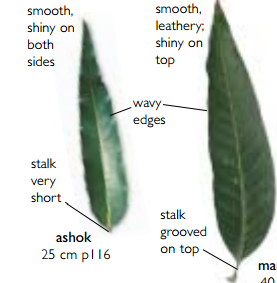 smooth,
shiny on
both
sides
smooth,
leathery;
shiny on
top
wavy
edges
stalk
very
short
ashok
25 cm p116
stalk
grooved
on top